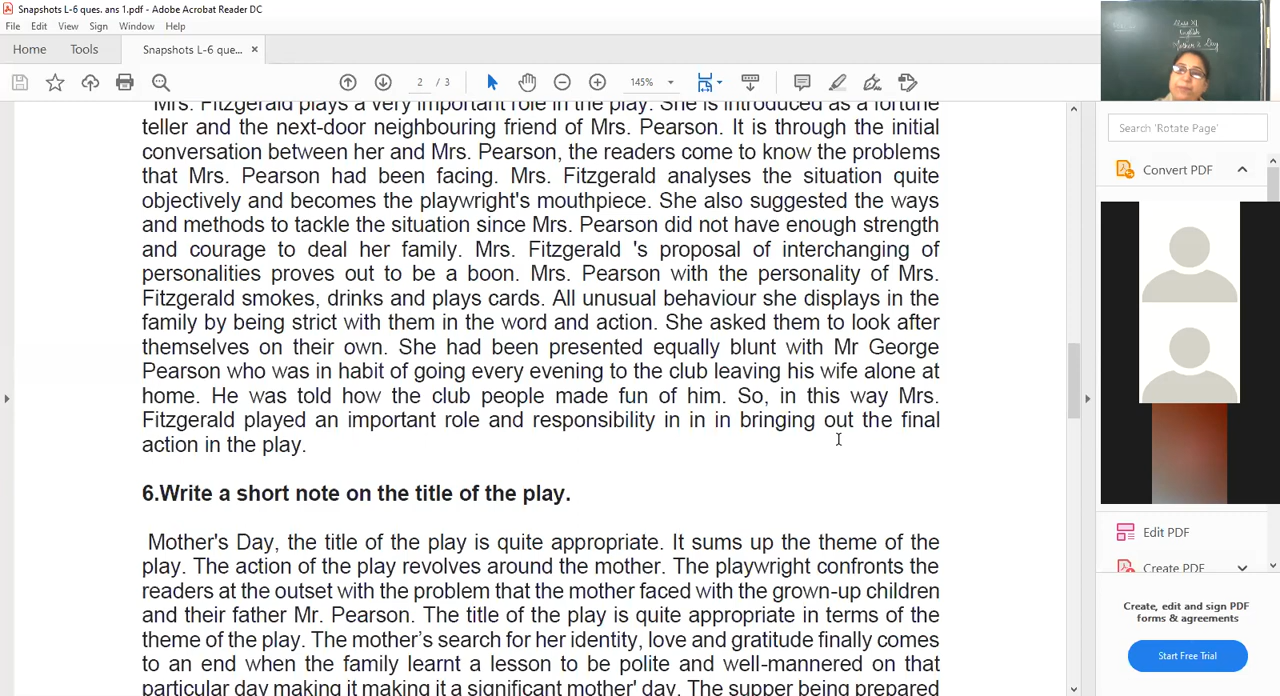 Snapshots L-6 ques. ans 1.pdf - Adobe Acrobat Reader DC
File Edit View Sign Window Help
Home Tools Snapshots L-6 que... ×
2 / 3 145%
Class XI
English
Mother's Day
Search 'Rotate Page'
Convert PDF
Mrs. Fitzgerald plays a very important role in the play. She is introduced as a fortune
teller and the next-door neighbouring friend of Mrs. Pearson. It is through the initial
conversation between her and Mrs. Pearson, the readers come to know the problems
that Mrs. Pearson had been facing. Mrs. Fitzgerald analyses the situation quite
objectively and becomes the playwright's mouthpiece. She also suggested the ways
and methods to tackle the situation since Mrs. Pearson did not have enough strength
and courage to deal her family. Mrs. Fitzgerald 's proposal of interchanging of
personalities proves out to be a boon. Mrs. Pearson with the personality of Mrs.
Fitzgerald smokes, drinks and plays cards. All unusual behaviour she displays in the
family by being strict with them in the word and action. She asked them to look after
themselves on their own. She had been presented equally blunt with Mr George
Pearson who was in habit of going every evening to the club leaving his wife alone at
home. He was told how the club people made fun of him. So, in this way Mrs.
Fitzgerald played an important role and responsibility in in in bringing out the final
action in the play.
6.Write a short note on the title of the play.
Mother's Day, the title of the play is quite appropriate. It sums up the theme of the
play. The action of the play revolves around the mother. The playwright confronts the
readers at the outset with the problem that the mother faced with the grown-up children
and their father Mr. Pearson. The title of the play is quite appropriate in terms of the
theme of the play. The mother’s search for her identity, love and gratitude finally comes
to an end when the family learnt a lesson to be polite and well-mannered on that
particular day making it making it a significant mother' day. The supper being prepared
Edit PDF
Create PDF
Create, edit and sign PDF
forms & agreements
Start Free Trial